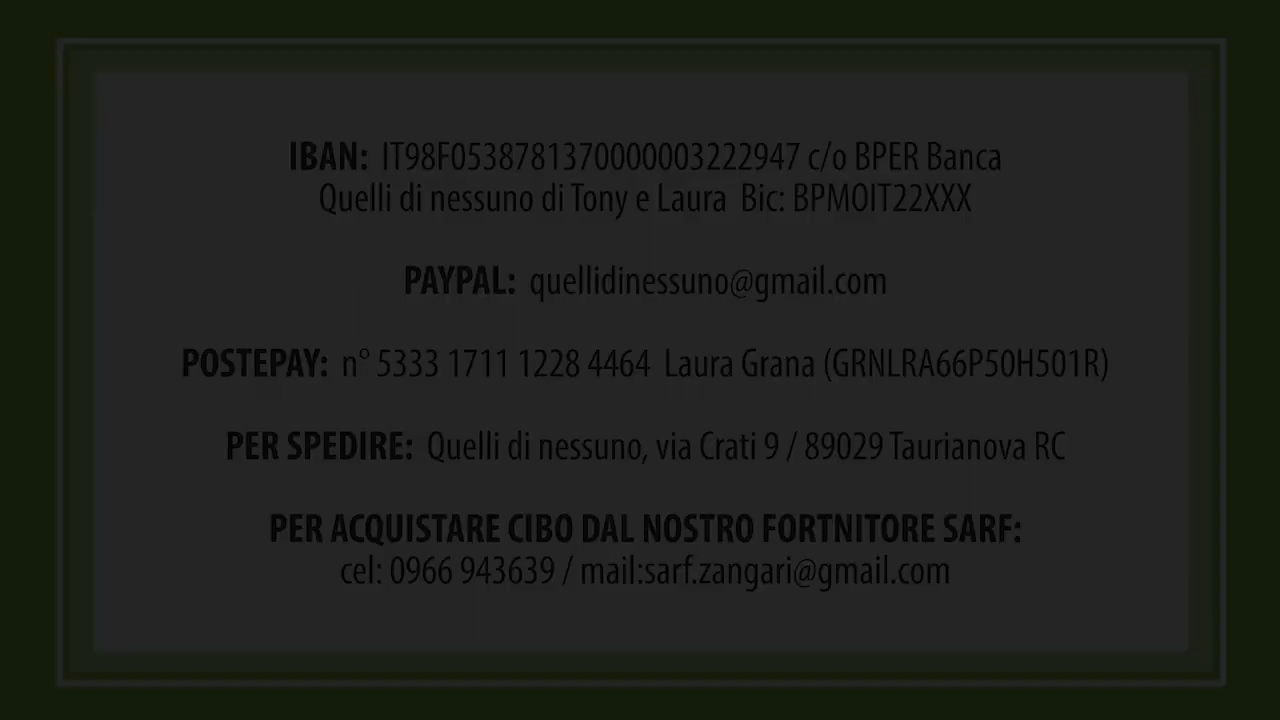 IBAN: IT98F0538781370000003222947 c/o BPER Banca
Quelli di nessuno di Tony e Laura Bic: BPMOIT22XXX
PAYPAL: quellidinessuno@gmail.com
POSTEPAY: n° 5333 1711 1228 4464 Laura Grana (GRNLRA66P50H501R)
PER SPEDIRE: Quelli di nessuno, via Crati 9 / 89029 Taurianova RC
PER ACQUISTARE CIBO DAL NOSTRO FORTNITORE SARF:
cel: 0966 943639 / mail:sarf.zangari@gmail.com